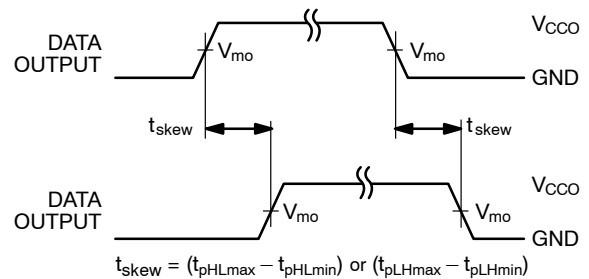 V_CCO
DATA OUTPUT
V_mo
V_mo
GND
t_skew
t_skew
V_CCO
DATA OUTPUT
V_mo
V_mo
GND
t_skew = (t_pHLmax – t_pHLmin) or (t_pLHmax – t_pLHmin)